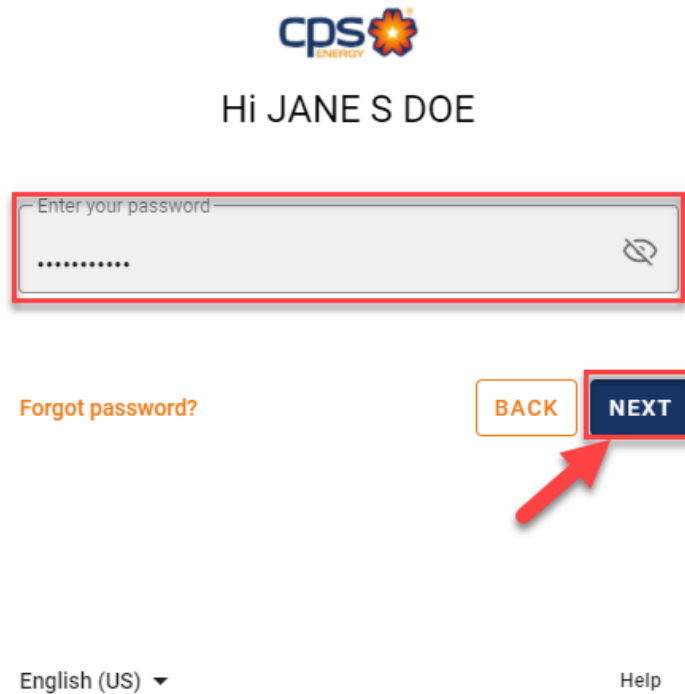 cps
ENERGY
Hi JANE S DOE
Enter your password
...........
Forgot password?
BACK
NEXT
English (US)
Help